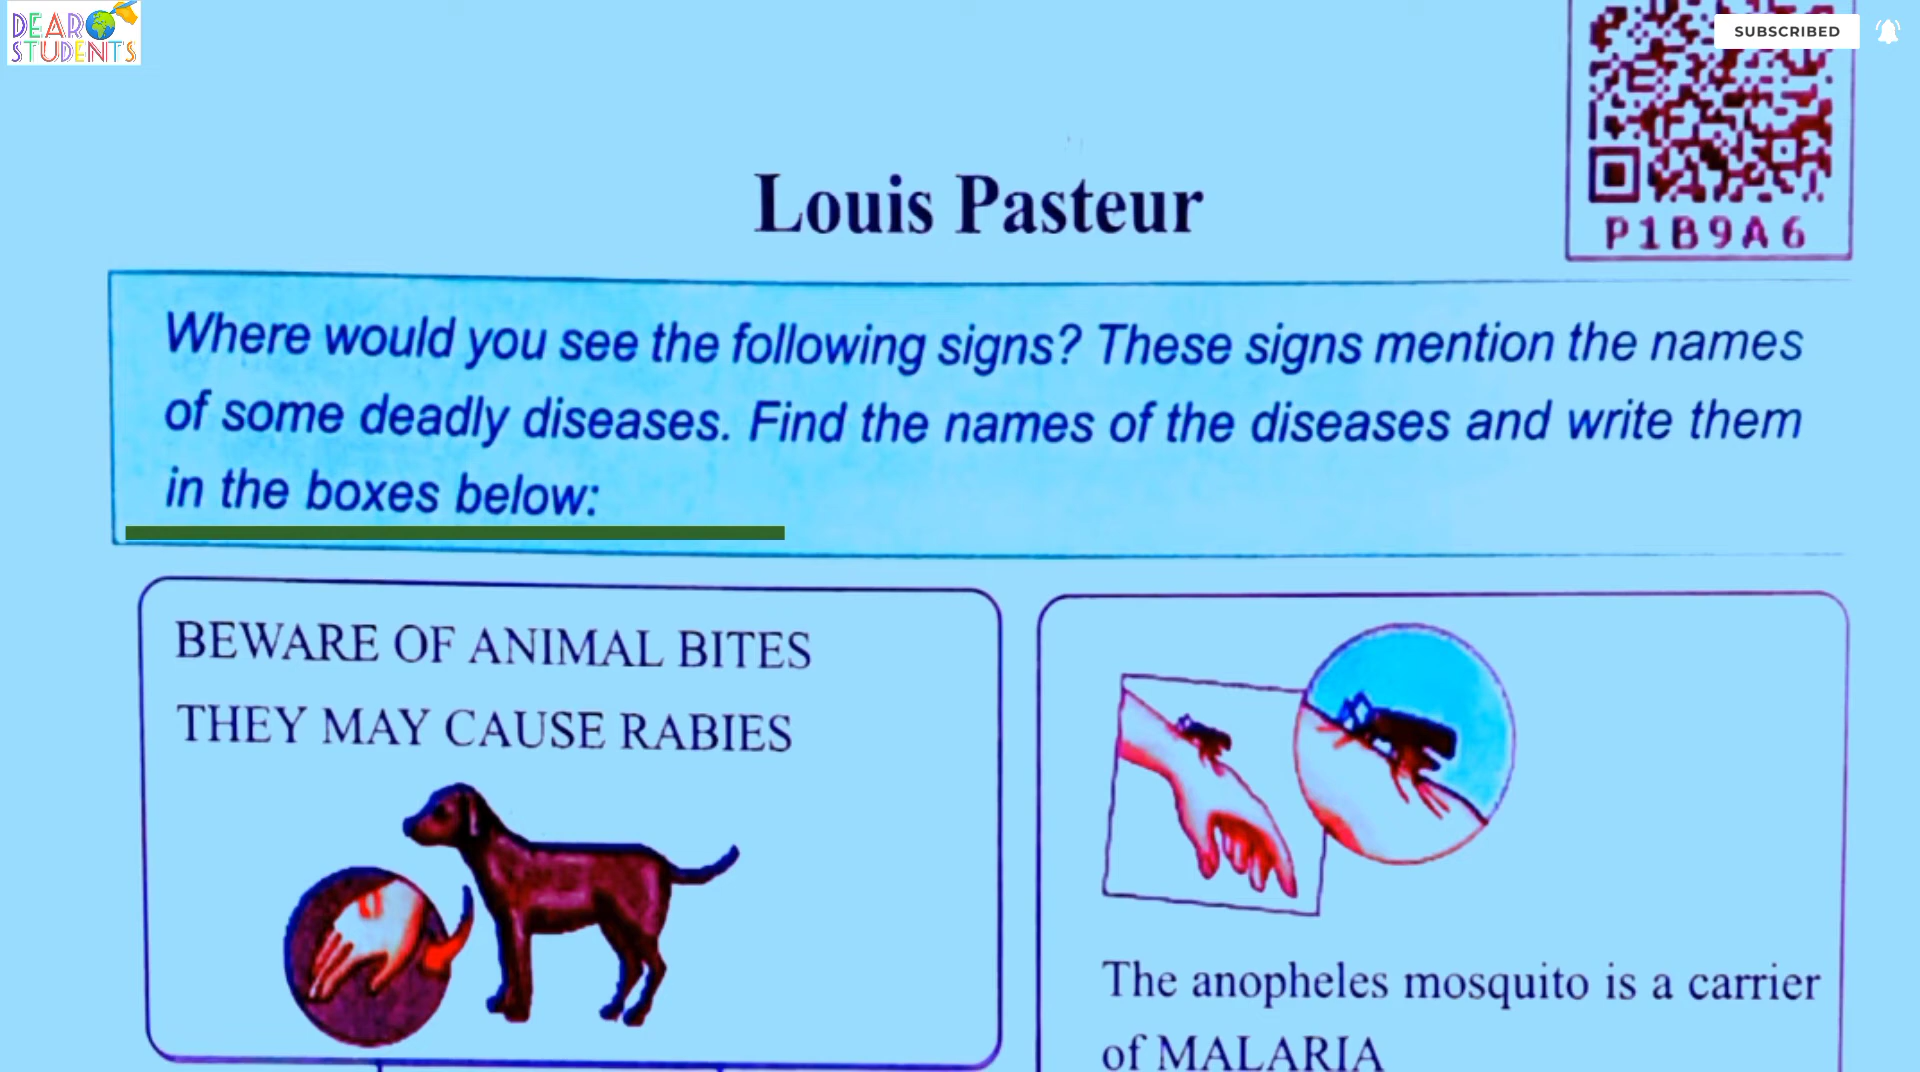 DEAR
STUDENTS
SUBSCRIBED
P1B9A6
Louis Pasteur
Where would you see the following signs? These signs mention the names
of some deadly diseases. Find the names of the diseases and write them
in the boxes below:
BEWARE OF ANIMAL BITES
THEY MAY CAUSE RABIES
The anopheles mosquito is a carrier
of MALARIA